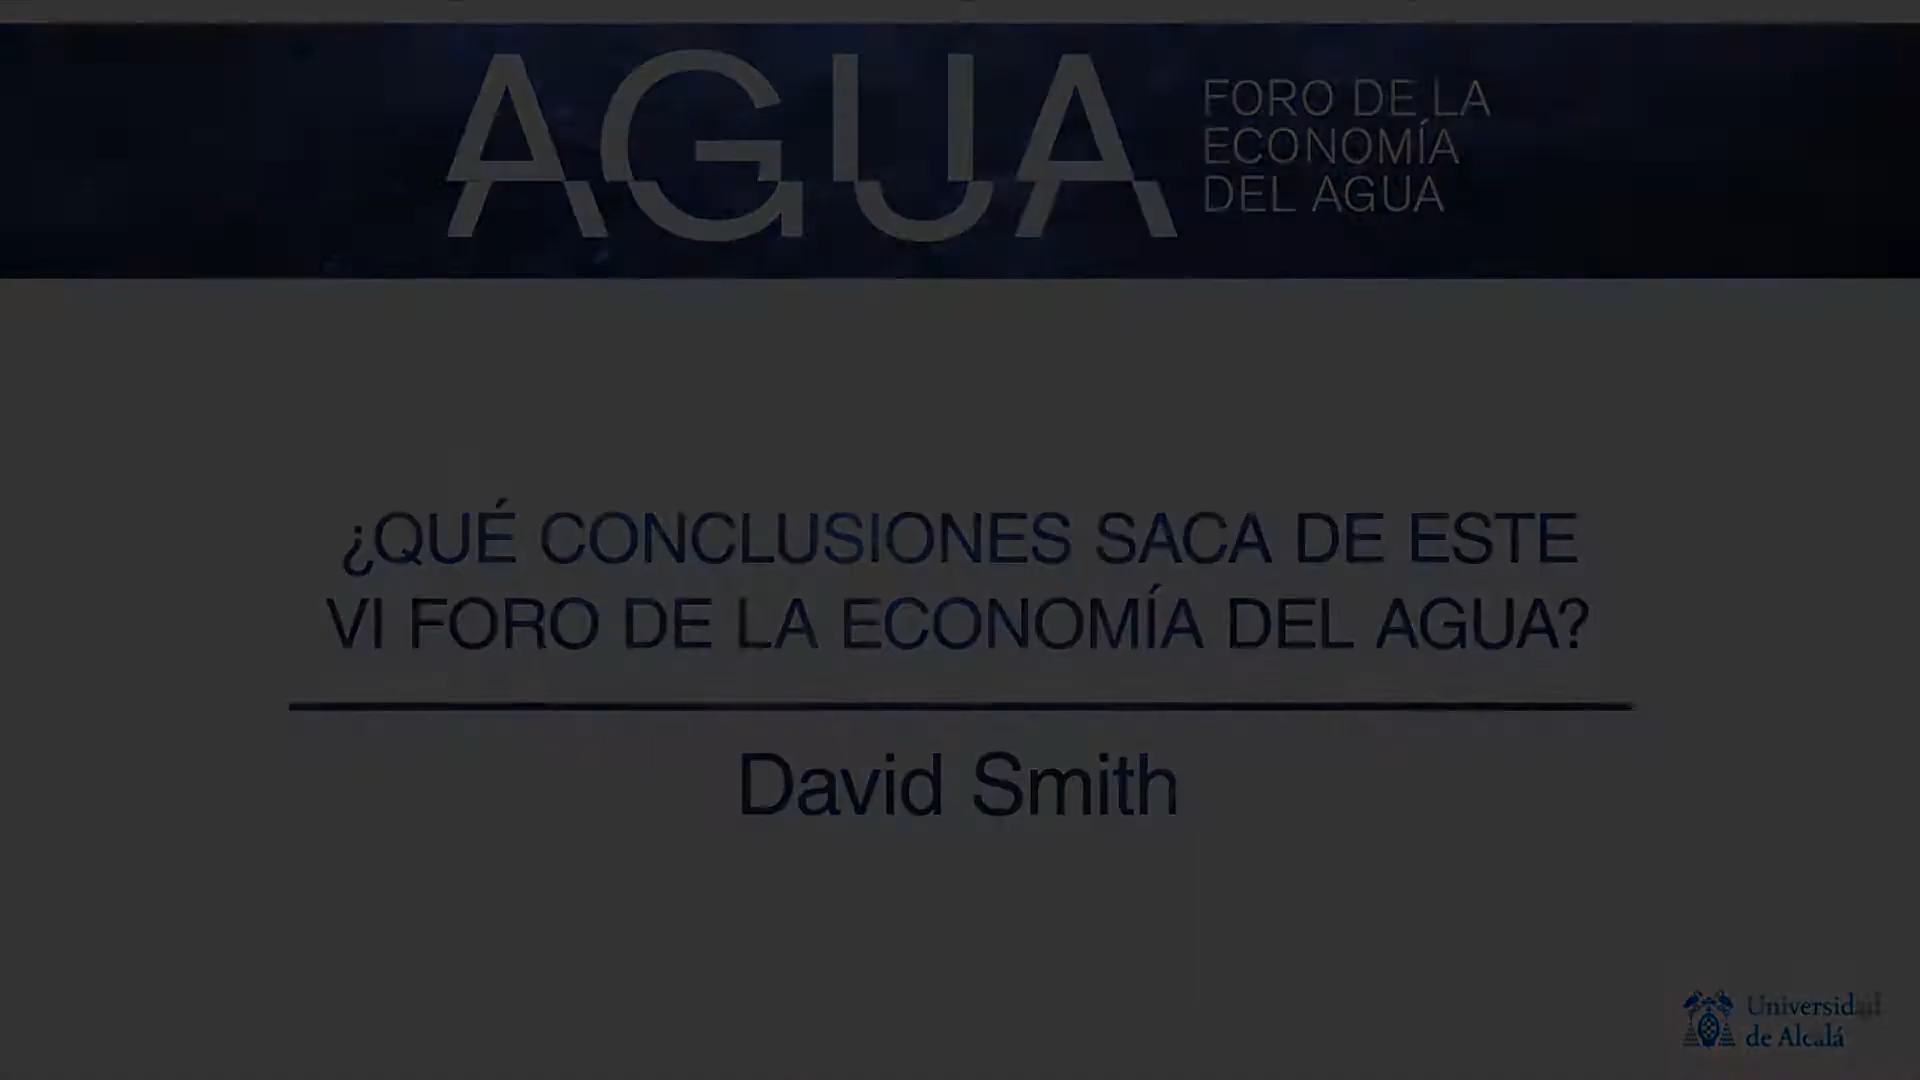 AGUA
FORO DE LA
ECONOMÍA
DEL AGUA
¿QUÉ CONCLUSIONES SACA DE ESTE
VI FORO DE LA ECONOMÍA DEL AGUA?
David Smith
Universidad
de Alcalá